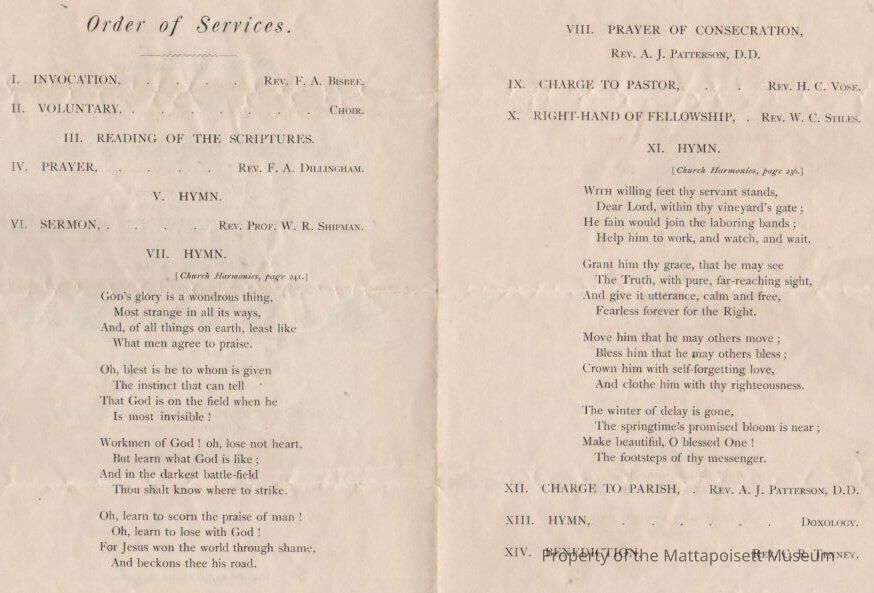 Order of Services.
I. INVOCATION, . . . . Rev. F. A. Bisbee.
II. VOLUNTARY, . . . . . . . Choir.
III. READING OF THE SCRIPTURES.
IV. PRAYER, . . . . Rev. F. A. Dillingham.
V. HYMN.
VI. SERMON, . . . . Rev. Prof. W. R. Shipman.
VII. HYMN.
[Church Harmonies, page 241.]
God's glory is a wondrous thing,
Most strange in all its ways,
And, of all things on earth, least like
What men agree to praise.
Oh, blest is he to whom is given
The instinct that can tell
That God is on the field when he
Is most invisible !
Workmen of God ! oh, lose not heart,
But learn what God is like ;
And in the darkest battle-field
Thou shalt know where to strike.
Oh, learn to scorn the praise of man !
Oh, learn to lose with God !
For Jesus won the world through shame,
And beckons thee his road.
VIII. PRAYER OF CONSECRATION,
Rev. A. J. Patterson, D.D.
IX. CHARGE TO PASTOR, . . Rev. H. C. Vose.
X. RIGHT-HAND OF FELLOWSHIP, . Rev. W. C. Stiles.
XI. HYMN.
[Church Harmonies, page 236.]
With willing feet thy servant stands,
Dear Lord, within thy vineyard's gate ;
He fain would join the laboring bands ;
Help him to work, and watch, and wait.
Grant him thy grace, that he may see
The Truth, with pure, far-reaching sight,
And give it utterance, calm and free,
Fearless forever for the Right.
Move him that he may others move ;
Bless him that he may others bless ;
Crown him with self-forgetting love,
And clothe him with thy righteousness.
The winter of delay is gone,
The springtime's promised bloom is near ;
Make beautiful, O blessed One !
The footsteps of thy messenger.
XII. CHARGE TO PARISH, . Rev. A. J. Patterson, D.D.
XIII. HYMN, . . . . . . Doxology.
XIV. BENEDICTION, Rev. C. R. Tenney.
Property of the Mattapoisett Museum